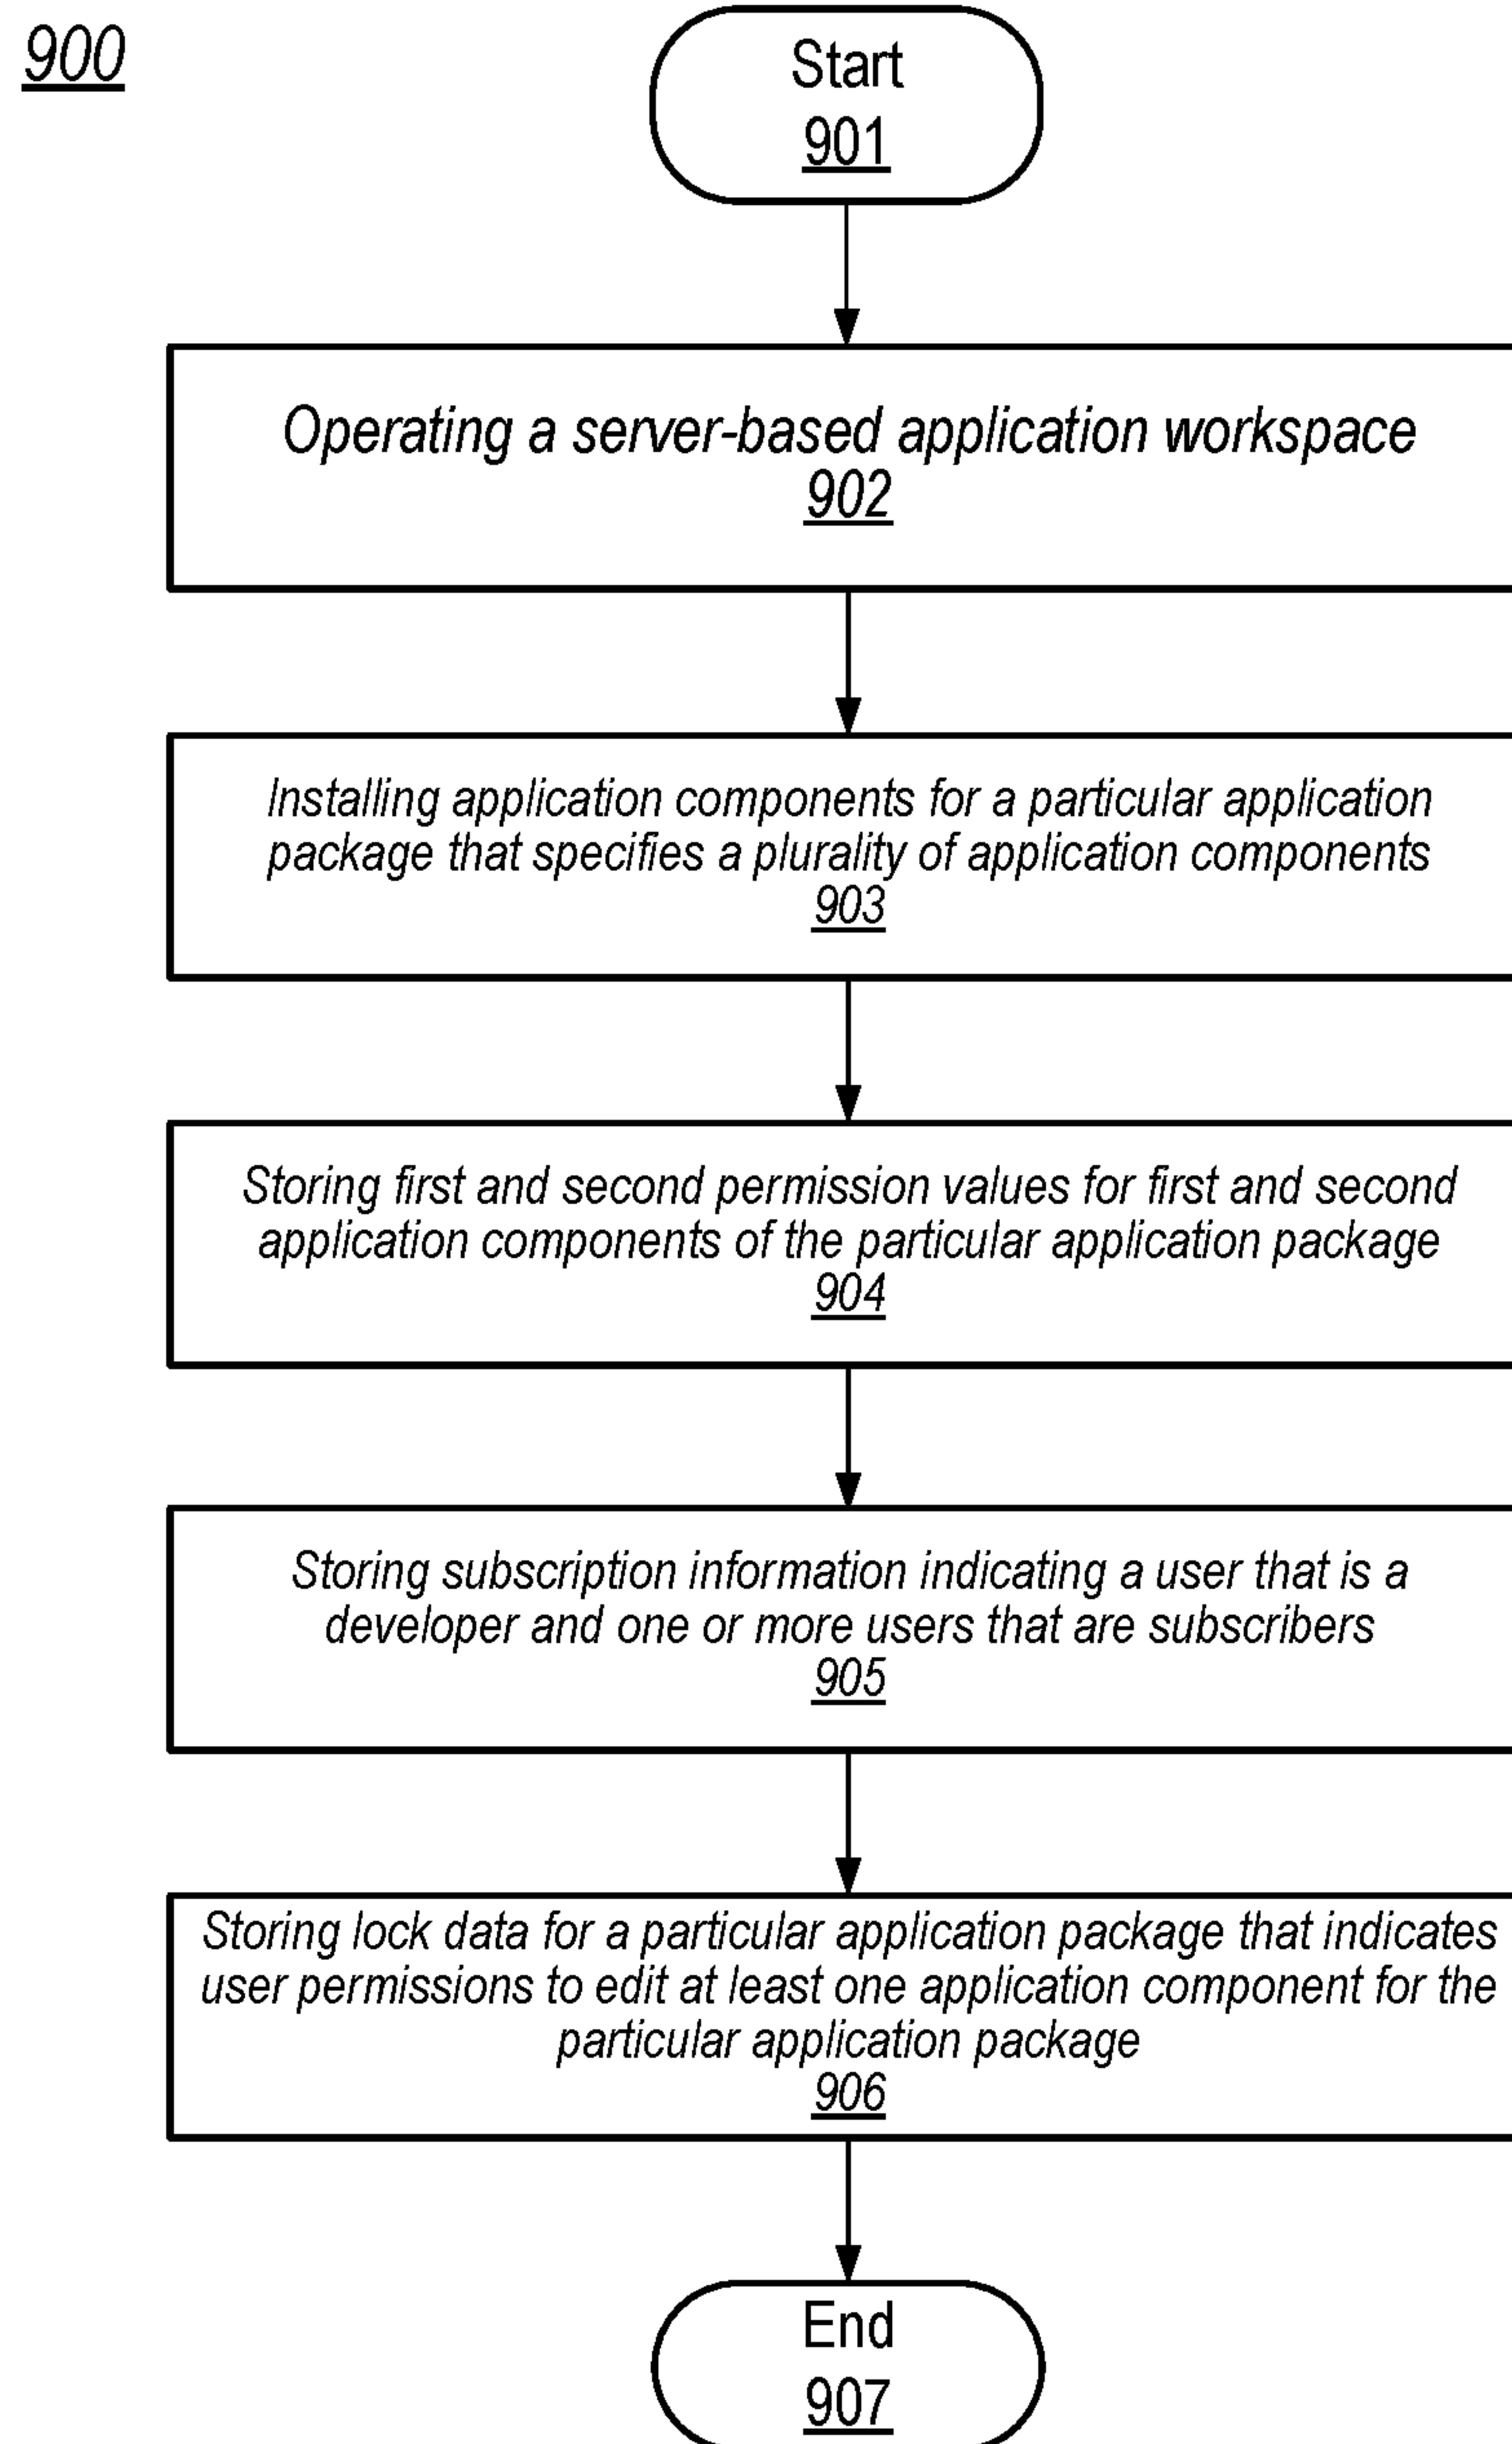 900
Start
901
Operating a server-based application workspace
902
Installing application components for a particular application
package that specifies a plurality of application components
903
Storing first and second permission values for first and second
application components of the particular application package
904
Storing subscription information indicating a user that is a
developer and one or more users that are subscribers
905
Storing lock data for a particular application package that indicates
user permissions to edit at least one application component for the
particular application package
906
End
907